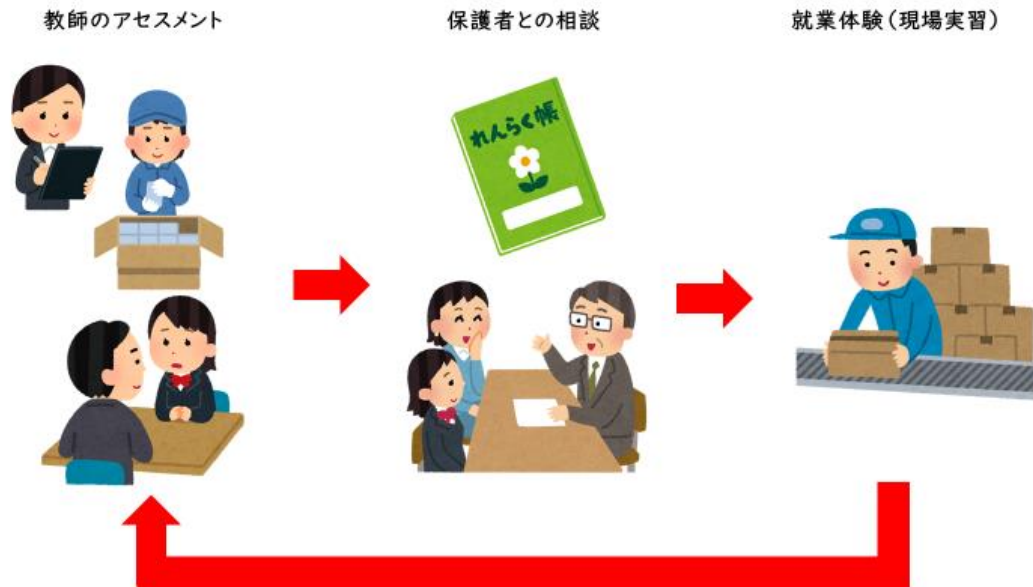 教師のアセスメント
保護者との相談
就業体験（現場実習）
れんらく帳